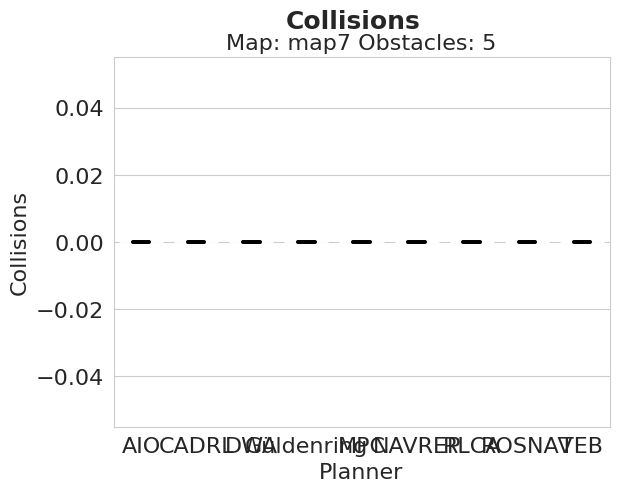 Collisions
Map: map7 Obstacles: 5
0.04
0.02
0.00
−0.02
−0.04
Collisions
AIO CADRL DWA Güldenring MPC NAVREP RLCA ROSNAV TEB
Planner